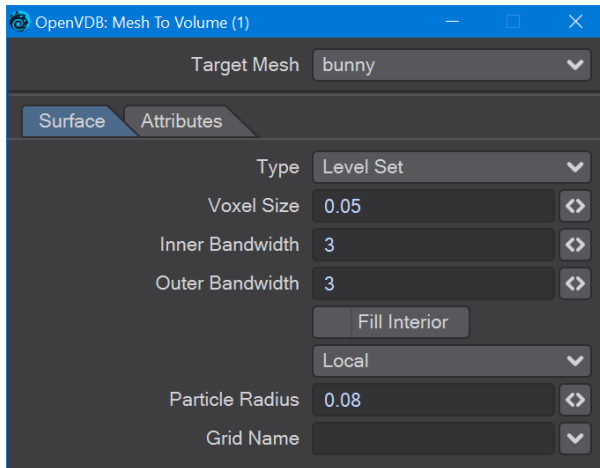 OpenVDB: Mesh To Volume (1)
Target Mesh bunny
Surface Attributes
Type Level Set
Voxel Size 0.05
Inner Bandwidth 3
Outer Bandwidth 3
Fill Interior
Local
Particle Radius 0.08
Grid Name